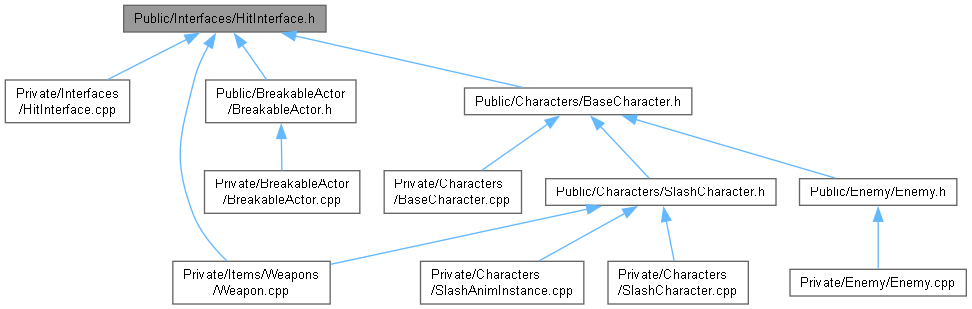 Public/Interfaces/HitInterface.h
Private/Interfaces
/HitInterface.cpp
Public/BreakableActor
/BreakableActor.h
Public/Characters/BaseCharacter.h
Private/BreakableActor
/BreakableActor.cpp
Private/Characters
/BaseCharacter.cpp
Public/Characters/SlashCharacter.h
Public/Enemy/Enemy.h
Private/Items/Weapons
/Weapon.cpp
Private/Characters
/SlashAnimInstance.cpp
Private/Characters
/SlashCharacter.cpp
Private/Enemy/Enemy.cpp